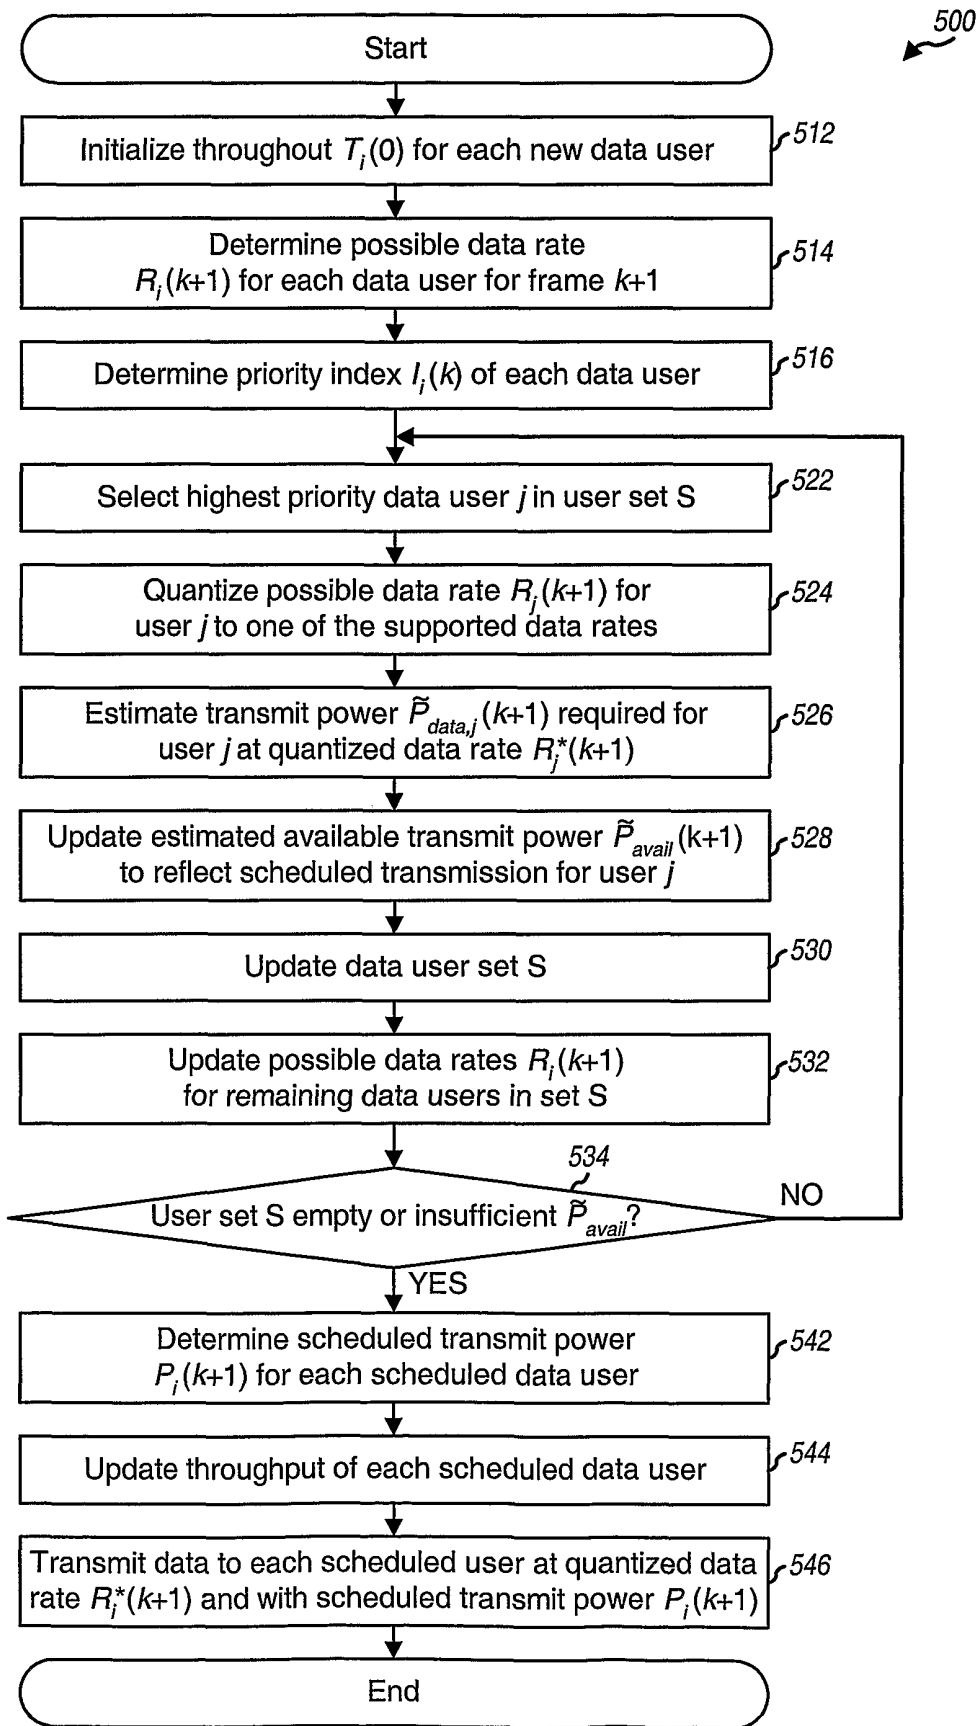 500
Start
Initialize throughout T_i(0) for each new data user
512
Determine possible data rate
R_i(k+1) for each data user for frame k+1
514
Determine priority index I_i(k) of each data user
516
Select highest priority data user j in user set S
522
Quantize possible data rate R_j(k+1) for
user j to one of the supported data rates
524
Estimate transmit power P̃_data,j(k+1) required for
user j at quantized data rate R_j*(k+1)
526
Update estimated available transmit power P̃_avail(k+1)
to reflect scheduled transmission for user j
528
Update data user set S
530
Update possible data rates R_i(k+1)
for remaining data users in set S
532
534
User set S empty or insufficient P̃_avail?
NO
YES
Determine scheduled transmit power
P_i(k+1) for each scheduled data user
542
Update throughput of each scheduled data user
544
Transmit data to each scheduled user at quantized data
rate R_i*(k+1) and with scheduled transmit power P_i(k+1)
546
End